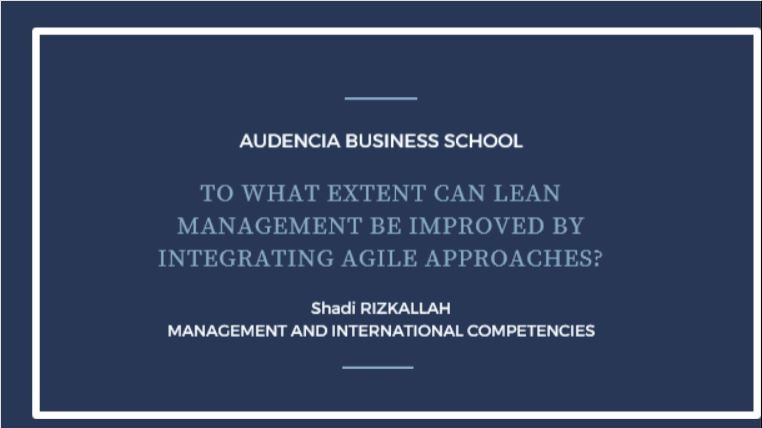 AUDENCIA BUSINESS SCHOOL
TO WHAT EXTENT CAN LEAN
MANAGEMENT BE IMPROVED BY
INTEGRATING AGILE APPROACHES?
Shadi RIZKALLAH
MANAGEMENT AND INTERNATIONAL COMPETENCIES